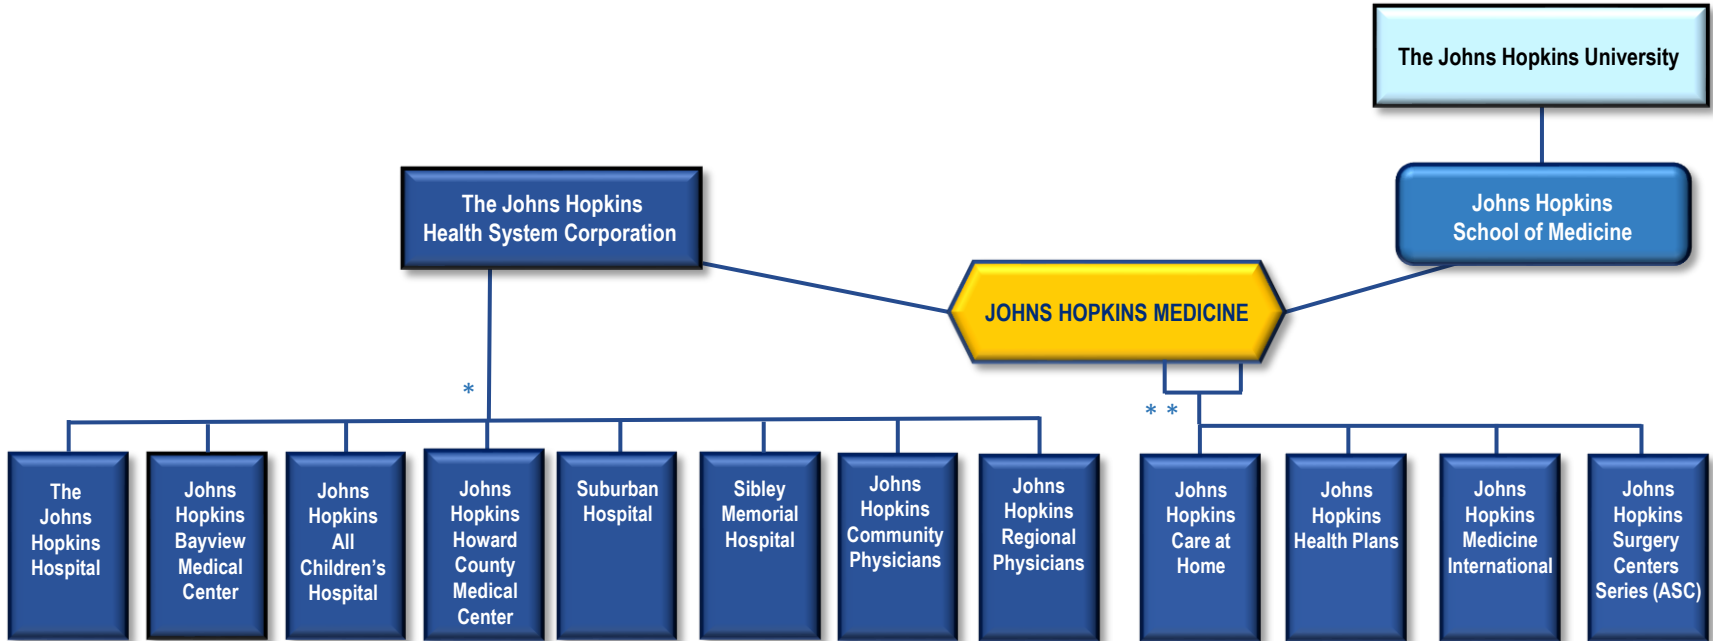 The Johns Hopkins University
The Johns Hopkins
Health System Corporation
Johns Hopkins
School of Medicine
JOHNS HOPKINS MEDICINE
*
* *
The
Johns
Hopkins
Hospital
Johns
Hopkins
Bayview
Medical
Center
Johns
Hopkins
All
Children’s
Hospital
Johns
Hopkins
Howard
County
Medical
Center
Suburban
Hospital
Sibley
Memorial
Hospital
Johns
Hopkins
Community
Physicians
Johns
Hopkins
Regional
Physicians
Johns
Hopkins
Care at
Home
Johns
Hopkins
Health Plans
Johns
Hopkins
Medicine
International
Johns
Hopkins
Surgery
Centers
Series (ASC)